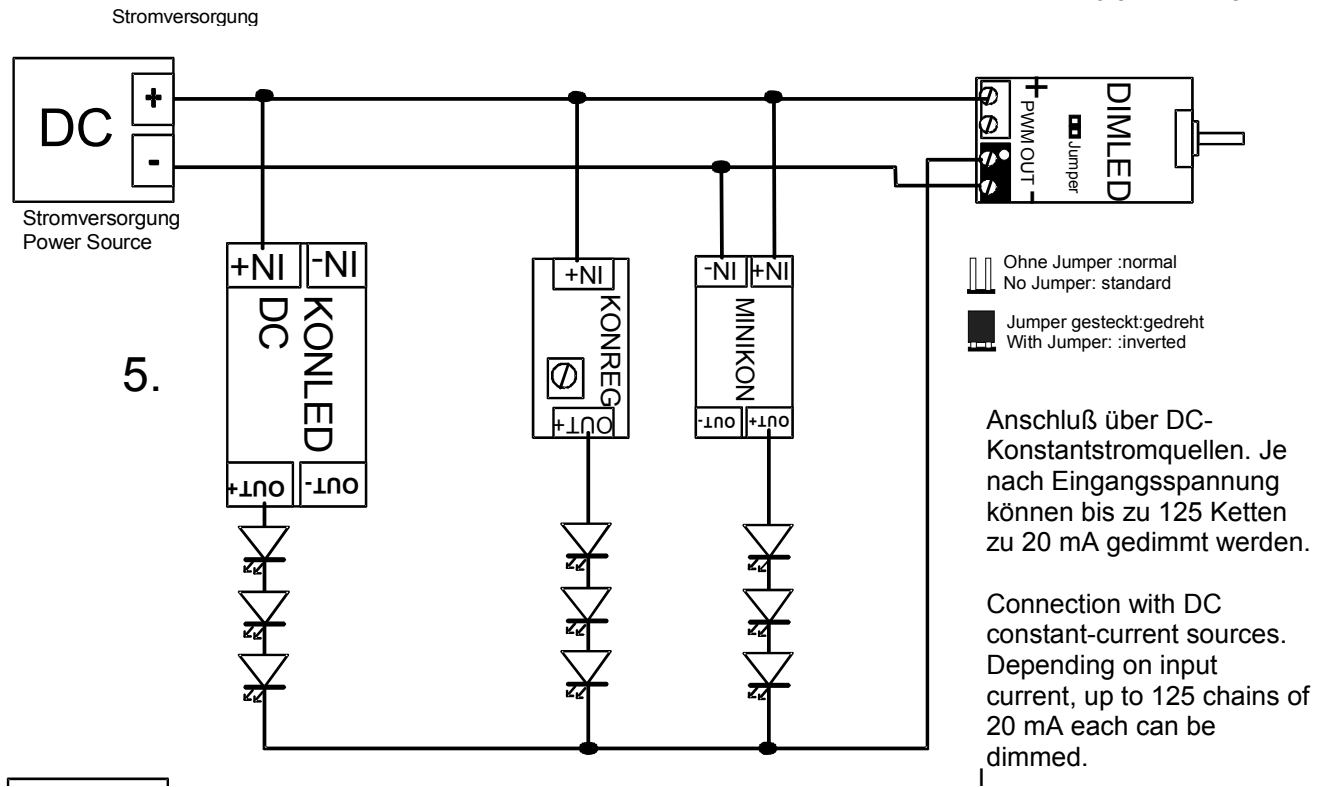 Stromversorgung
DC
+
-
Stromversorgung
Power Source
5.
IN+
IN-
KONLED
DC
OUT+
OUT-
IN+
KONREG
OUT+
IN-
IN+
MINIKON
OUT-
OUT+
+
PWM OUT
-
Jumper
DIMLED
Ohne Jumper :normal
No Jumper: standard
Jumper gesteckt:gedreht
With Jumper: :inverted
Anschluß über DC-
Konstantstromquellen. Je
nach Eingangsspannung
können bis zu 125 Ketten
zu 20 mA gedimmt werden.
Connection with DC
constant-current sources.
Depending on input
current, up to 125 chains of
20 mA each can be
dimmed.